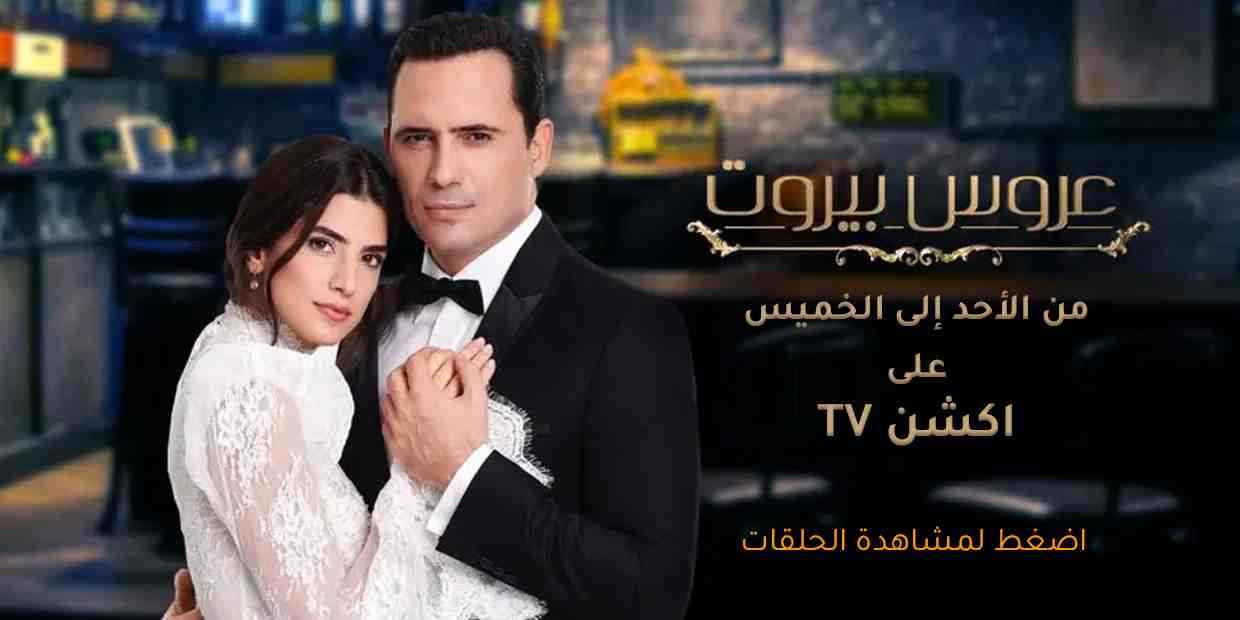 عروس بيروت
من الأحد إلى الخميس
على
اكشن TV
اضغط لمشاهدة الحلقات